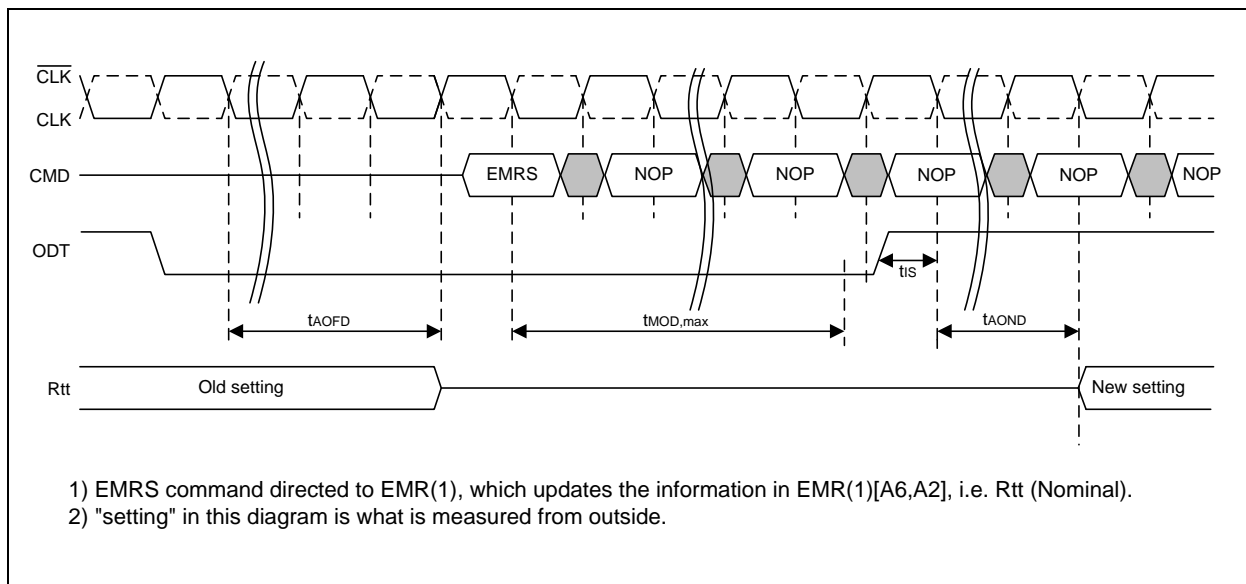 CLK
CLK
CMD EMRS NOP NOP NOP NOP NOP
ODT
tIS
tAOFD tMOD,max tAOND
Rtt Old setting New setting
1) EMRS command directed to EMR(1), which updates the information in EMR(1)[A6,A2], i.e. Rtt (Nominal).
2) "setting" in this diagram is what is measured from outside.